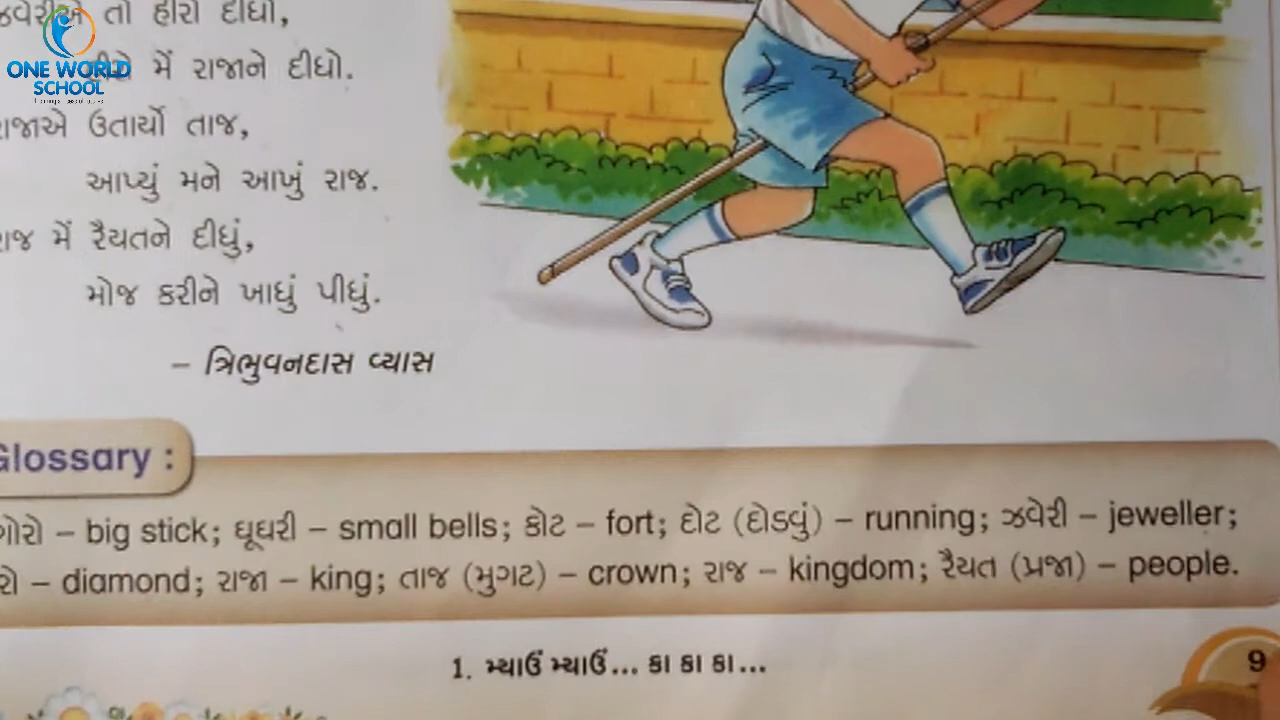 ઝવેરીએ તો હીરો દીધો,
ONE WORLD
SCHOOL
મેં રાજાને દીધો.
રાજાએ ઉતાર્યો તાજ,
આપ્યું મને આખું રાજ.
રાજ મેં રૈયતને દીધું,
મોજ કરીને ખાધું પીધું.
– ત્રિભુવનદાસ વ્યાસ
Glossary :
– big stick; ઘૂઘરી – small bells; કોટ – fort; દોટ (દોડવું) – running; ઝવેરી – jeweller;
– diamond; રાજા – king; તાજ (મુગટ) – crown; રાજ – kingdom; રૈયત (પ્રજા) – people.
1. મ્યાઉં મ્યાઉં... કા કા કા...
9